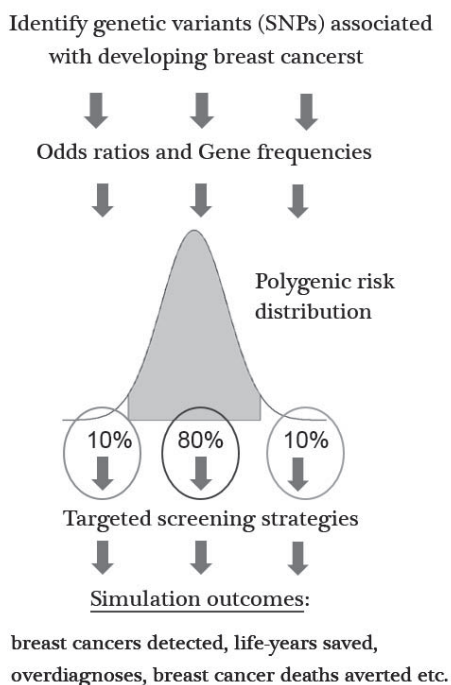 Identify genetic variants (SNPs) associated
with developing breast cancerst
Odds ratios and Gene frequencies
Polygenic risk
distribution
10% 80% 10%
Targeted screening strategies
Simulation outcomes:
breast cancers detected, life-years saved,
overdiagnoses, breast cancer deaths averted etc.